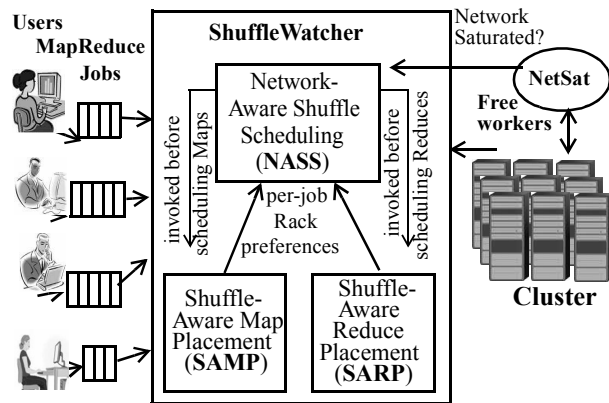 Users
MapReduce
Jobs
ShuffleWatcher
Network-
Aware Shuffle
Scheduling
(NASS)
invoked before
scheduling Maps
per-job
Rack
preferences
invoked before
scheduling Reduces
Shuffle-
Aware Map
Placement
(SAMP)
Shuffle-
Aware
Reduce
Placement
(SARP)
Network
Saturated?
NetSat
Free
workers
Cluster